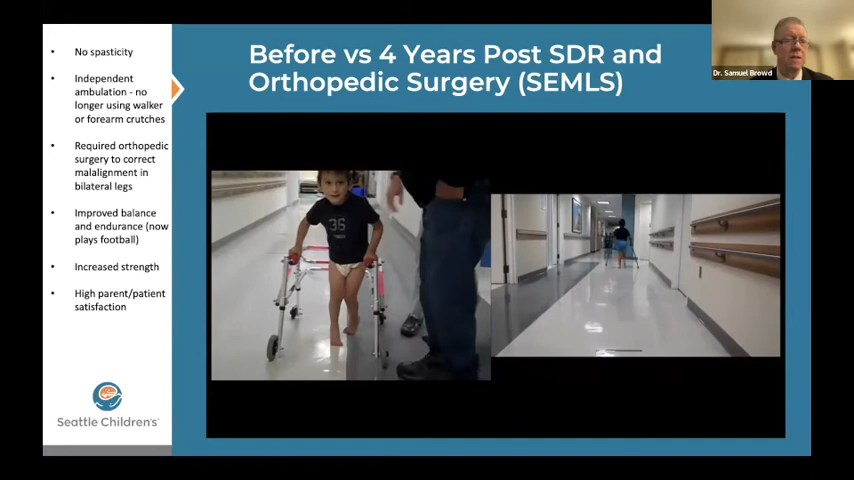 Before vs 4 Years Post SDR and
Orthopedic Surgery (SEMLS)
Dr. Samuel Browd
• No spasticity
• Independent
ambulation - no
longer using walker
or forearm crutches
• Required orthopedic
surgery to correct
malalignment in
bilateral legs
• Improved balance
and endurance (now
plays football)
• Increased strength
• High parent/patient
satisfaction
36
Seattle Children's